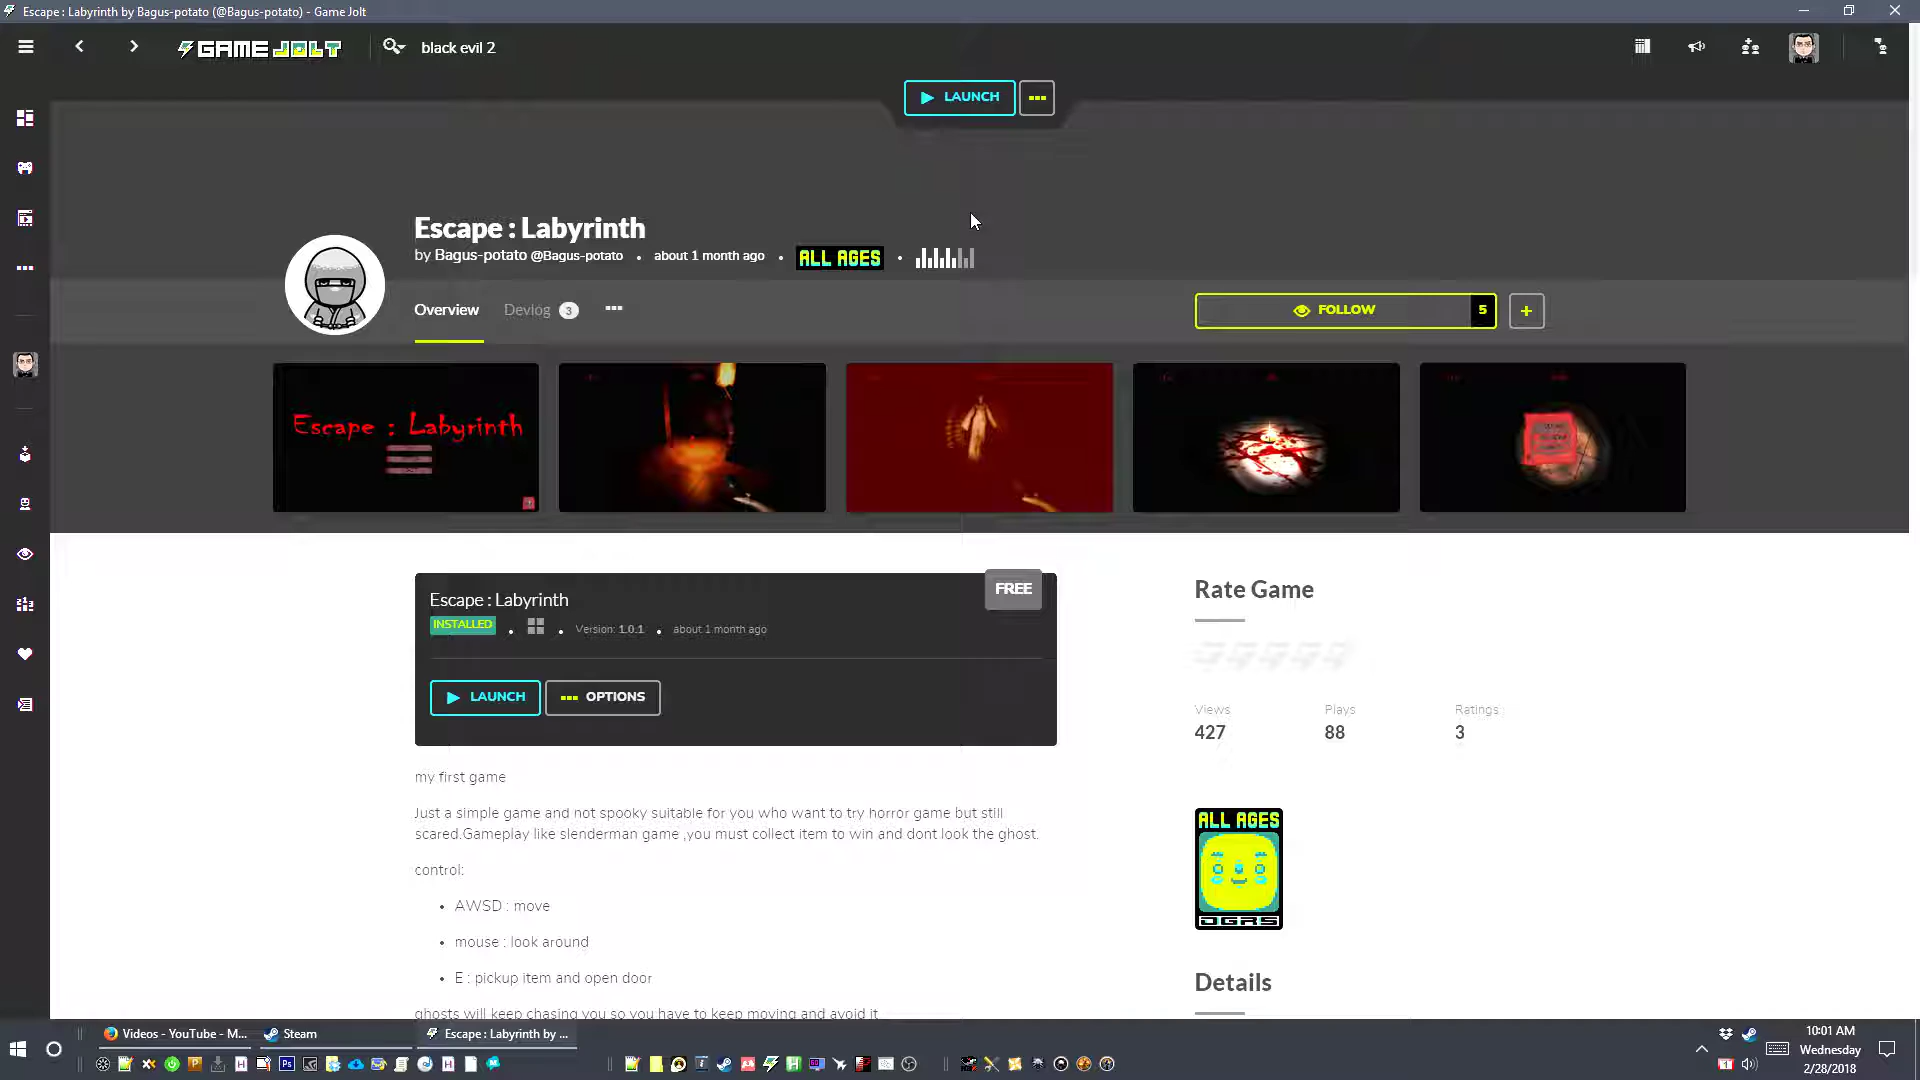 Escape : Labyrinth by Bagus-potato (@Bagus-potato) - Game Jolt
GAME JOLT
black evil 2
LAUNCH
Escape : Labyrinth
by Bagus-potato @Bagus-potato • about 1 month ago • ALL AGES •
Overview Devlog 3
FOLLOW 5
Escape : Labyrinth
Escape : Labyrinth
FREE
INSTALLED • • Version: 1.0.1 • about 1 month ago
LAUNCH OPTIONS
my first game
Just a simple game and not spooky suitable for you who want to try horror game but still
scared.Gameplay like slenderman game ,you must collect item to win and dont look the ghost.
control:
• AWSD : move
• mouse : look around
• E : pickup item and open door
ghosts will keep chasing you so you have to keep moving and avoid it
Rate Game
Views Plays Ratings
427 88 3
ALL AGES
DGRS
Details
Videos - YouTube - M...
Steam
Escape : Labyrinth by ...
10:01 AM
Wednesday
2/28/2018